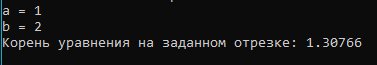 a = 1
b = 2
Корень уравнения на заданном отрезке: 1.30766